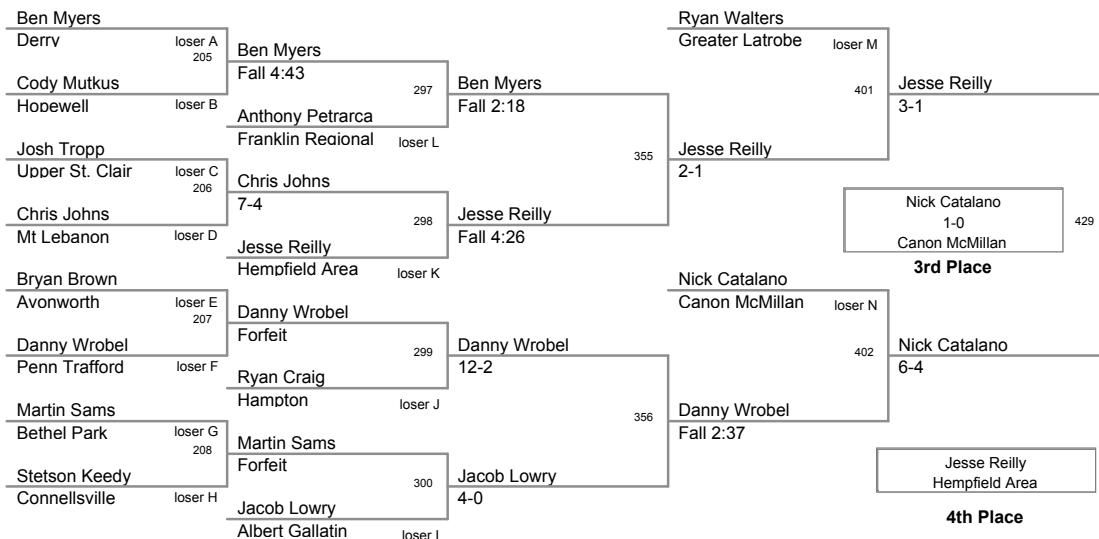 Ben Myers
Derry
loser A
205
Cody Mutkus
Hopewell
loser B
Josh Tropp
Upper St. Clair
loser C
206
Chris Johns
Mt Lebanon
loser D
Bryan Brown
Avonworth
loser E
207
Danny Wrobel
Penn Trafford
loser F
Martin Sams
Bethel Park
loser G
208
Stetson Keedy
Connellsville
loser H
Ben Myers
Fall 4:43
297
Anthony Petrarca
Franklin Regional
loser L
Chris Johns
7-4
298
Jesse Reilly
Hempfield Area
loser K
Danny Wrobel
Forfeit
299
Ryan Craig
Hampton
loser J
Martin Sams
Forfeit
300
Jacob Lowry
Albert Gallatin
loser I
Ben Myers
Fall 2:18
355
Jesse Reilly
Fall 4:26
Danny Wrobel
12-2
356
Jacob Lowry
4-0
Ryan Walters
Greater Latrobe
loser M
401
Jesse Reilly
2-1
Nick Catalano
Canon McMillan
loser N
402
Danny Wrobel
Fall 2:37
Jesse Reilly
3-1
Nick Catalano
1-0
Canon McMillan
429
3rd Place
Nick Catalano
6-4
Jesse Reilly
Hempfield Area
4th Place